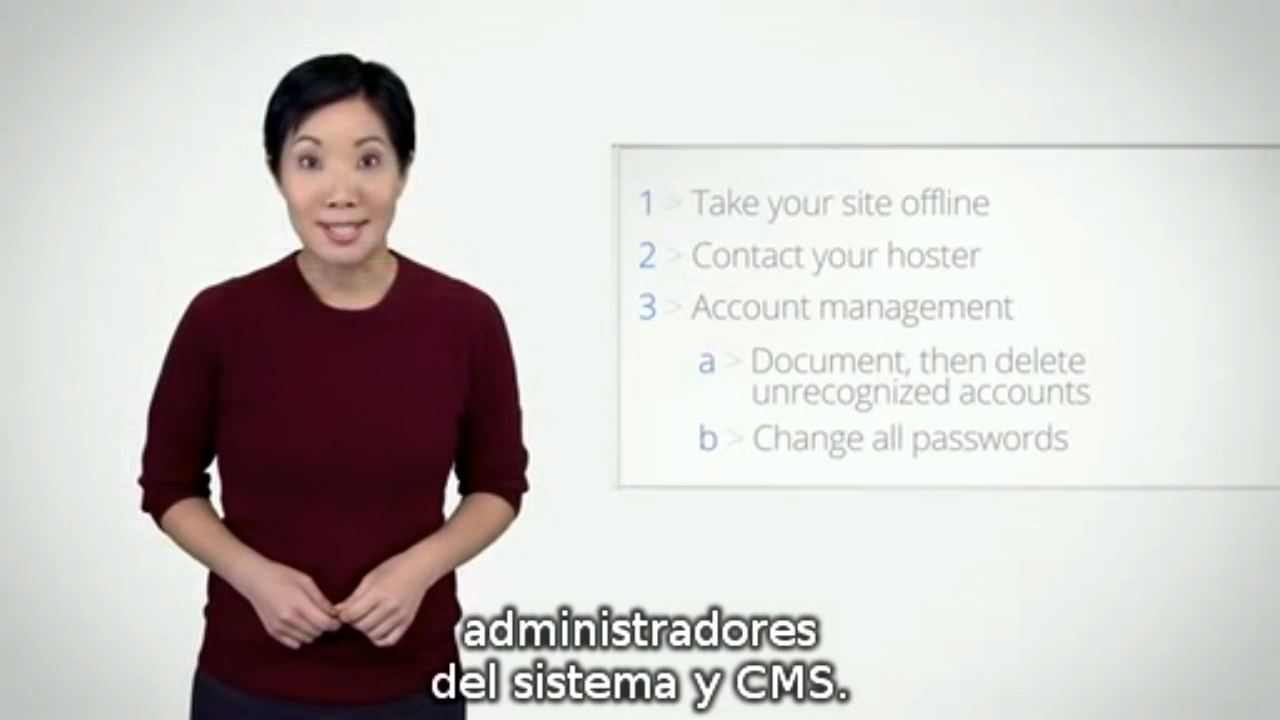 1 > Take your site offline
2 > Contact your hoster
3 > Account management
a > Document, then delete
unrecognized accounts
b > Change all passwords
administradores
del sistema y CMS.